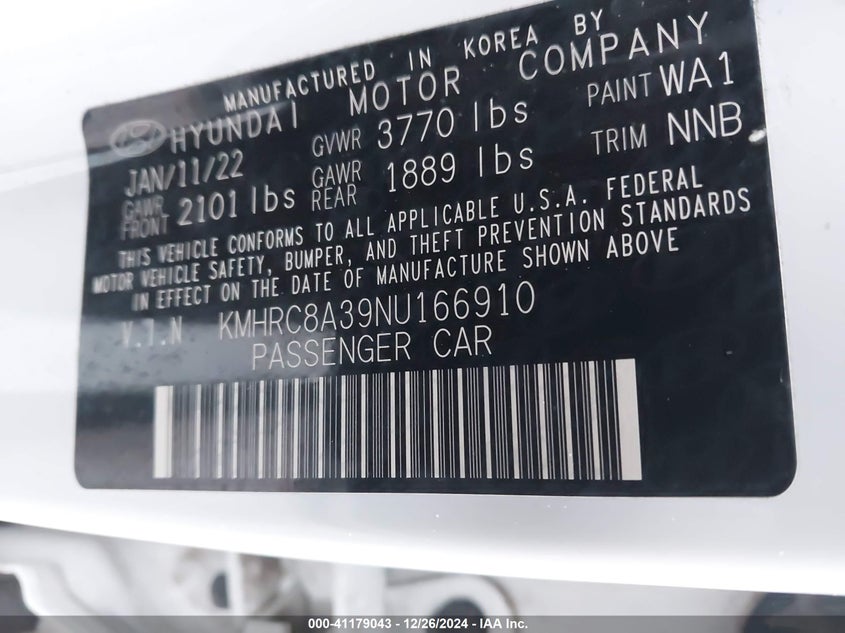 MANUFACTURED IN KOREA BY
HYUNDAI MOTOR COMPANY
JAN/11/22 GVWR 3770 lbs PAINT WA1
GAWR FRONT 2101 lbs GAWR REAR 1889 lbs TRIM NNB
THIS VEHICLE CONFORMS TO ALL APPLICABLE U.S.A. FEDERAL
MOTOR VEHICLE SAFETY, BUMPER, AND THEFT PREVENTION STANDARDS
IN EFFECT ON THE DATE OF MANUFACTURE SHOWN ABOVE
V.I.N KMHRC8A39NU166910
PASSENGER CAR
000-41179043 - 12/26/2024 - IAA Inc.